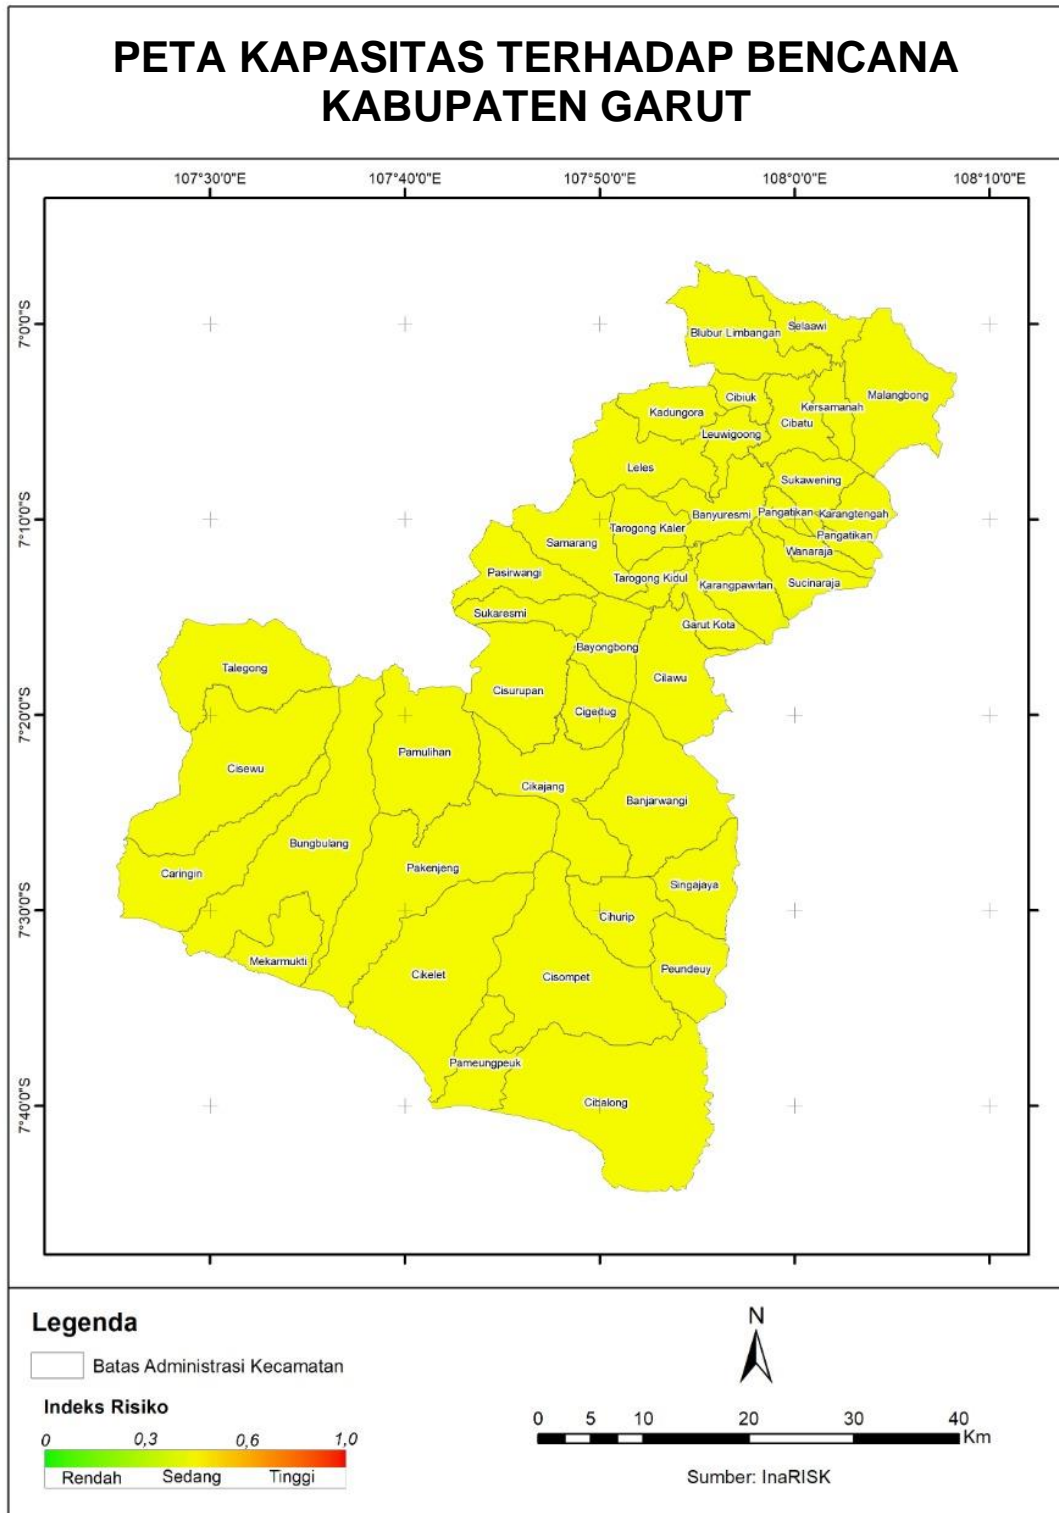 PETA KAPASITAS TERHADAP BENCANA
KABUPATEN GARUT
107°30'0"E 107°40'0"E 107°50'0"E 108°0'0"E 108°10'0"E
7°0'0"S
7°10'0"S
7°20'0"S
7°30'0"S
7°40'0"S
Blubur Limbangan
Selaawi
Malangbong
Cibiuk
Kersamanah
Kadungora
Cibatu
Leuwigoong
Leles
Sukawening
Banyuresmi
Pangatikan
Karangtengah
Tarogong Kaler
Pangatikan
Samarang
Wanaraja
Pasirwangi
Tarogong Kidul
Karangpawitan
Sucinaraja
Sukaresmi
Garut Kota
Bayongbong
Talegong
Cilawu
Cisurupan
Cigedug
Pamulihan
Cisewu
Cikajang
Banjarwangi
Bungbulang
Pakenjeng
Caringin
Singajaya
Cihurip
Mekarmukti
Peundeuy
Cikelet
Cisompet
Pameungpeuk
Cibalong
Legenda
Batas Administrasi Kecamatan
Indeks Risiko
0 0,3 0,6 1,0
Rendah Sedang Tinggi
N
0 5 10 20 30 40
Km
Sumber: InaRISK